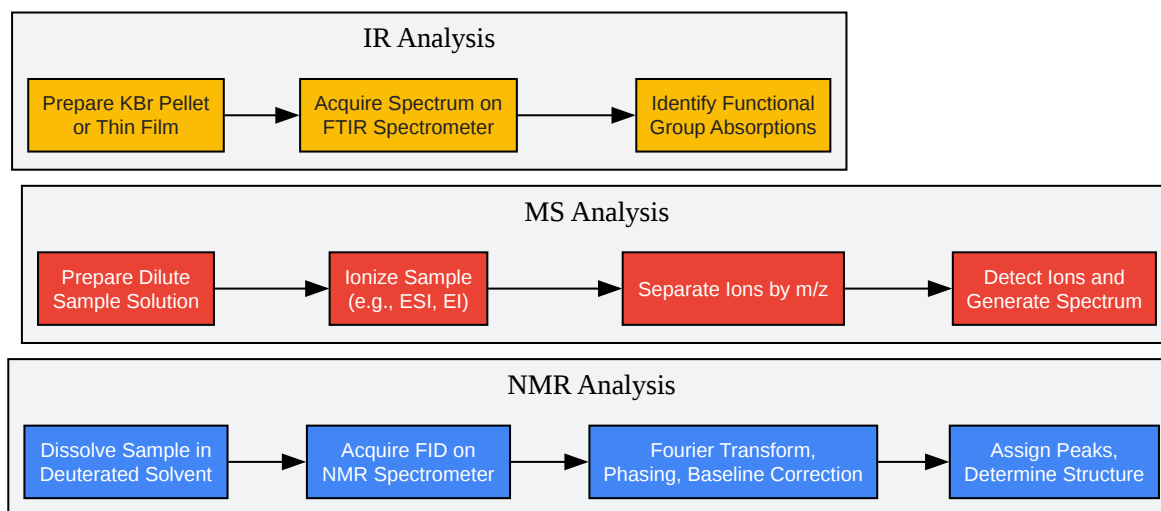 IR Analysis
Prepare KBr Pellet
or Thin Film
Acquire Spectrum on
FTIR Spectrometer
Identify Functional
Group Absorptions
MS Analysis
Prepare Dilute
Sample Solution
Ionize Sample
(e.g., ESI, EI)
Separate Ions by m/z
Detect Ions and
Generate Spectrum
NMR Analysis
Dissolve Sample in
Deuterated Solvent
Acquire FID on
NMR Spectrometer
Fourier Transform,
Phasing, Baseline Correction
Assign Peaks,
Determine Structure